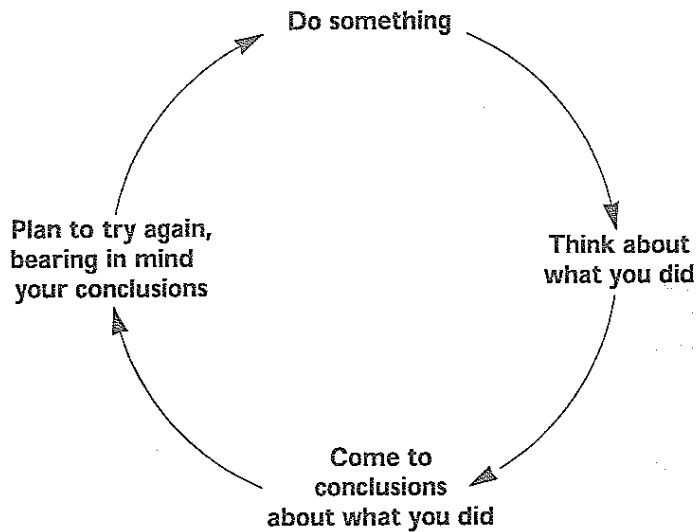 Do something
Think about
what you did
Come to
conclusions
about what you did
Plan to try again,
bearing in mind
your conclusions